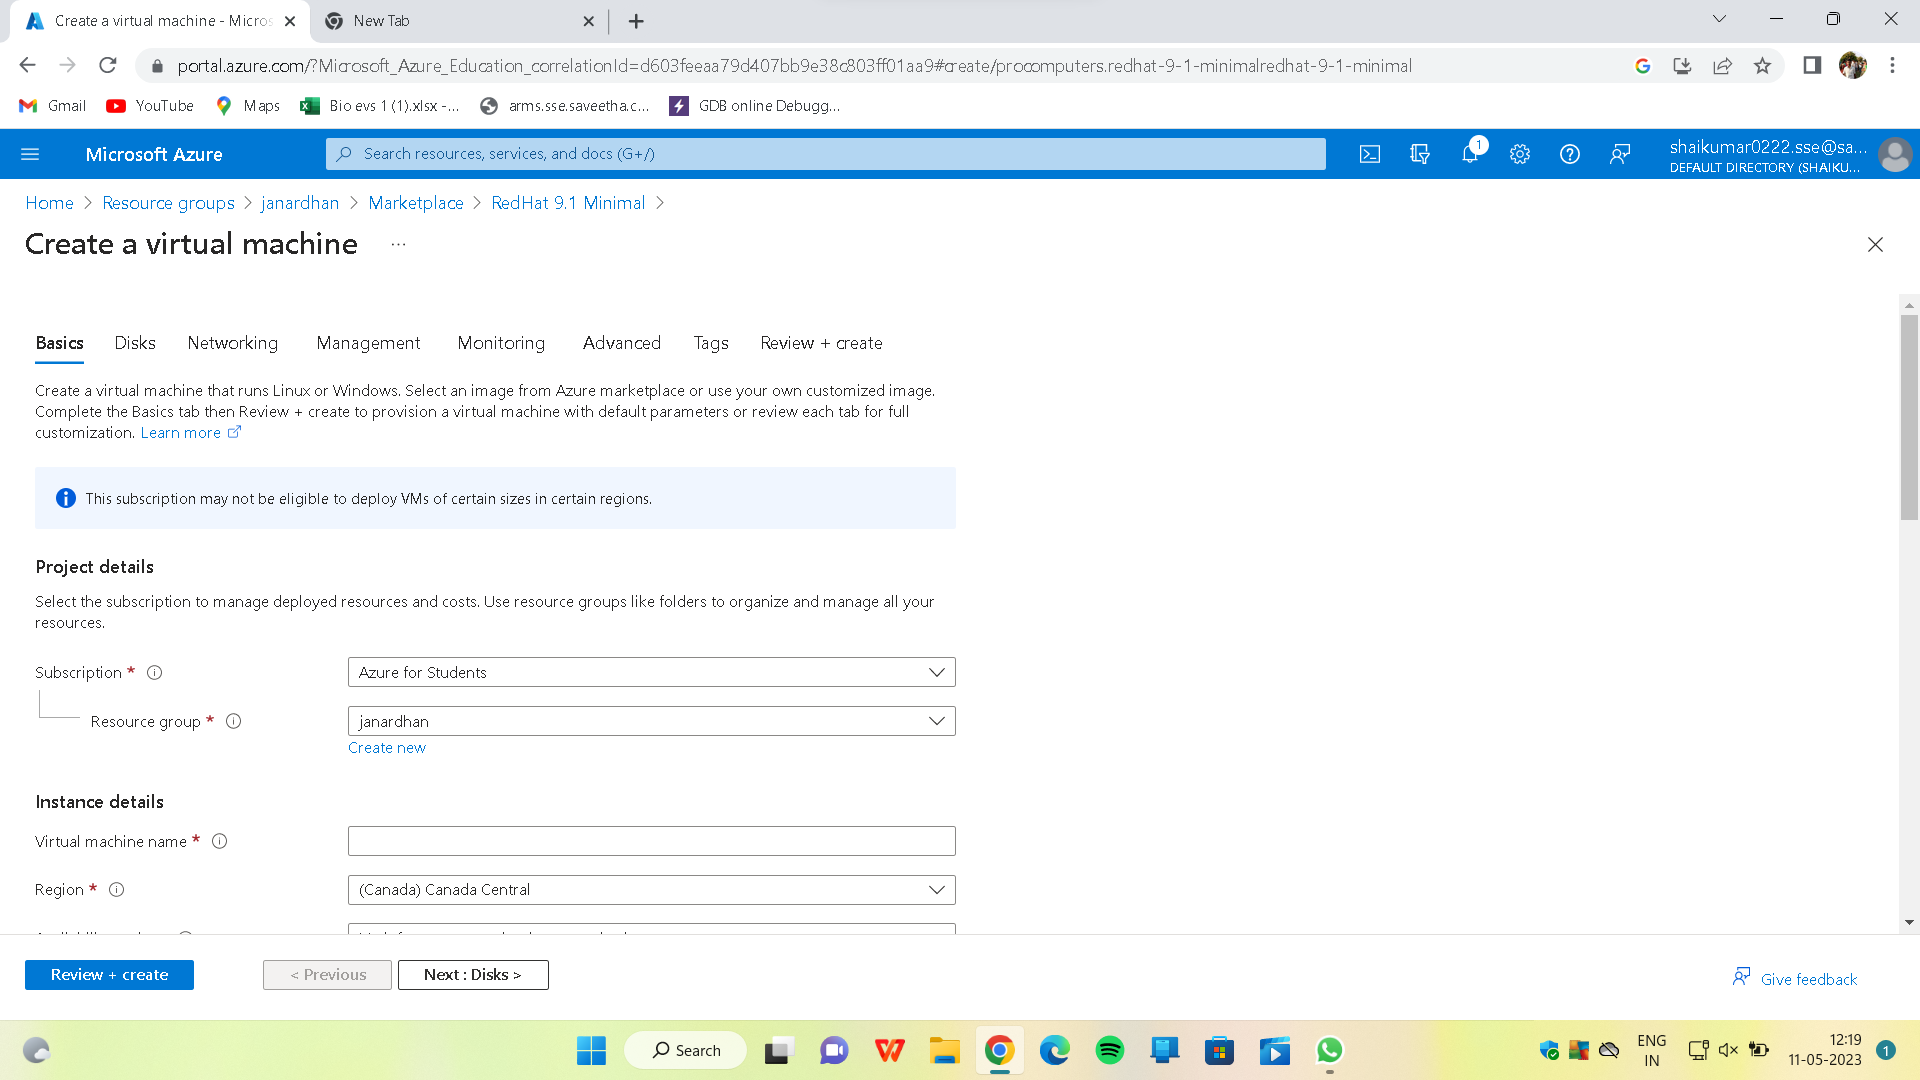 Create a virtual machine - Micros
New Tab
portal.azure.com/?Microsoft_Azure_Education_correlationId=d603feeaa79d407bb9e38c803ff01aa9#create/procomputers.redhat-9-1-minimalredhat-9-1-minimal
Gmail
YouTube
Maps
Bio evs 1 (1).xlsx -...
arms.sse.saveetha.c...
GDB online Debugg...
Microsoft Azure
Search resources, services, and docs (G+/)
1
shaikumar0222.sse@sa...
DEFAULT DIRECTORY (SHAIKU...
Home > Resource groups > janardhan > Marketplace > RedHat 9.1 Minimal >
Create a virtual machine ...
Basics
Disks
Networking
Management
Monitoring
Advanced
Tags
Review + create
Create a virtual machine that runs Linux or Windows. Select an image from Azure marketplace or use your own customized image.
Complete the Basics tab then Review + create to provision a virtual machine with default parameters or review each tab for full
customization. Learn more
This subscription may not be eligible to deploy VMs of certain sizes in certain regions.
Project details
Select the subscription to manage deployed resources and costs. Use resource groups like folders to organize and manage all your
resources.
Subscription *
Azure for Students
Resource group *
janardhan
Create new
Instance details
Virtual machine name *
Region *
(Canada) Canada Central
Review + create
< Previous
Next : Disks >
Give feedback
Search
ENG
IN
12:19
11-05-2023
1